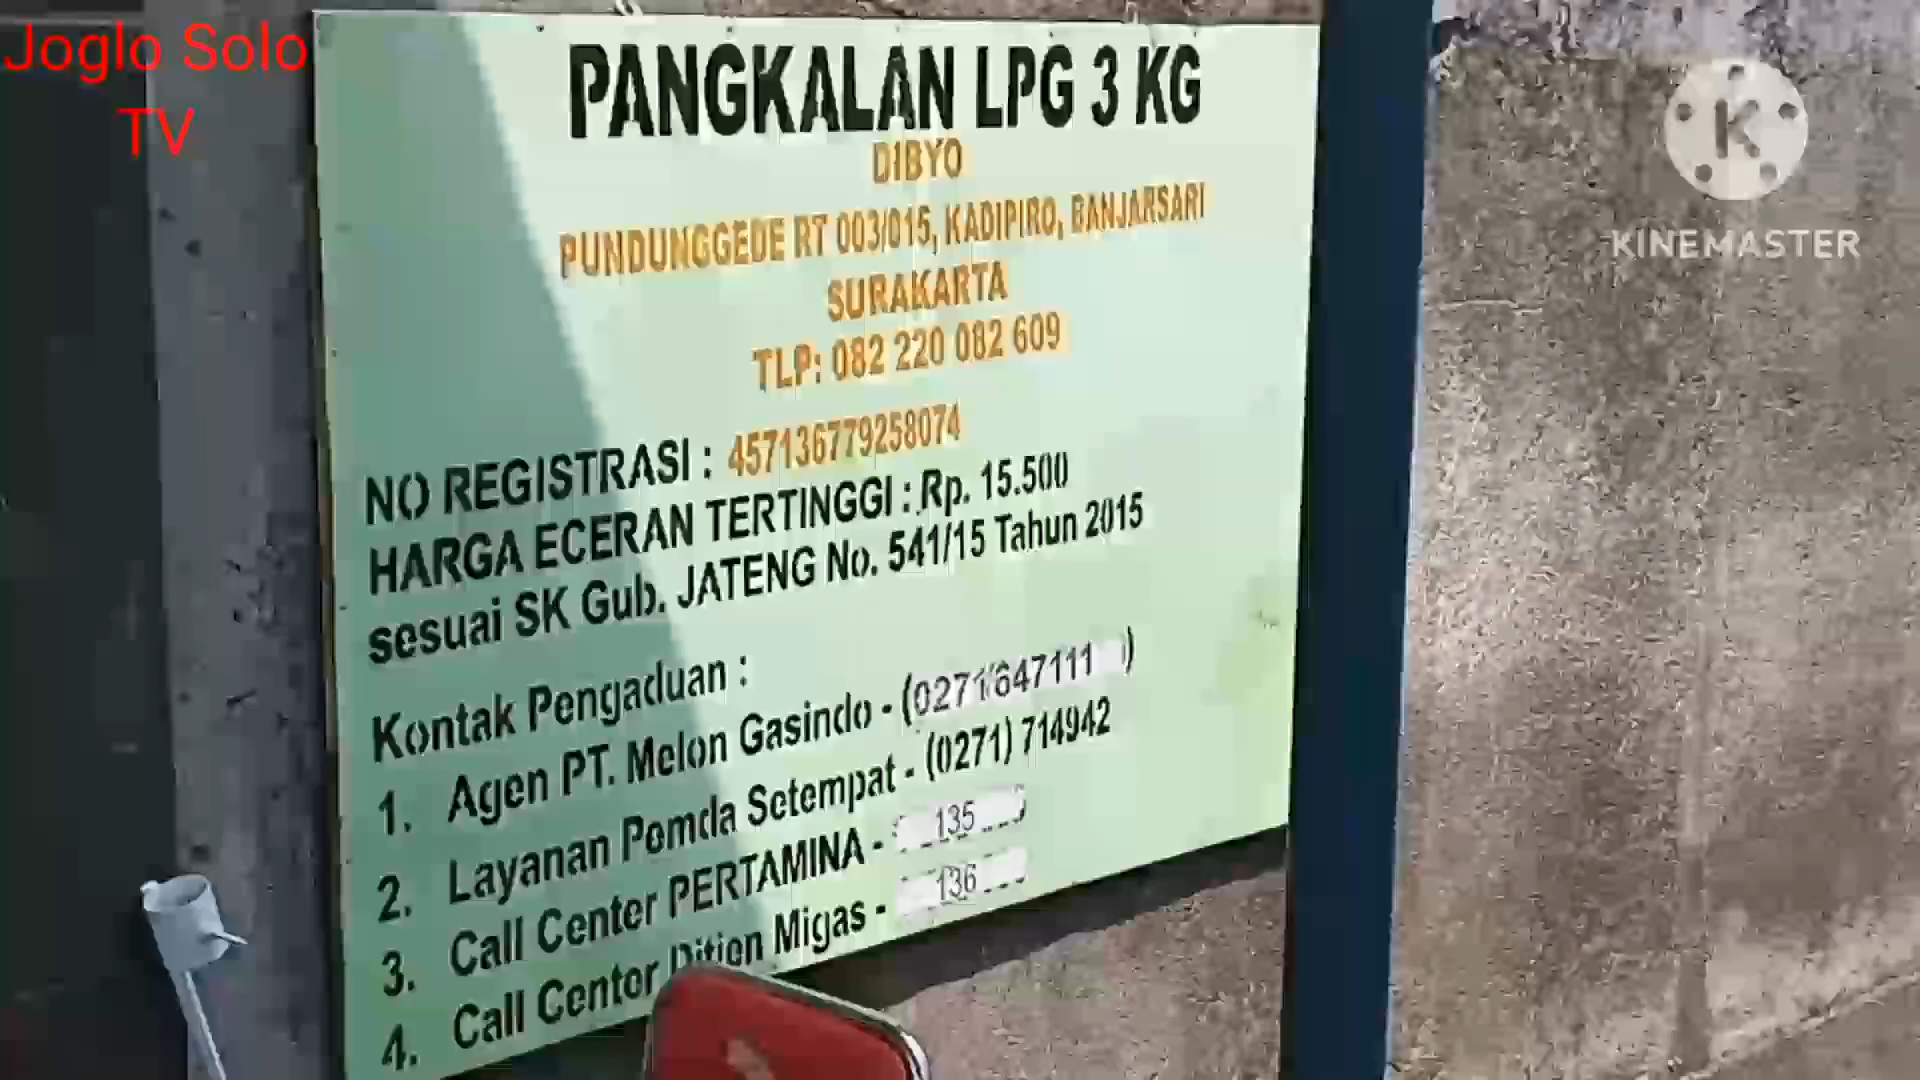 Joglo Solo
TV
KINEMASTER
PANGKALAN LPG 3 KG
DIBYO
PUNDUNGGEDE RT 003/015, KADIPIRO, BANJARSARI
SURAKARTA
TLP: 082 220 082 609
NO REGISTRASI : 457136779258074
HARGA ECERAN TERTINGGI : Rp. 15.500
sesuai SK Gub. JATENG No. 541/15 Tahun 2015
Kontak Pengaduan :
1. Agen PT. Melon Gasindo - (0271/647111 )
2. Layanan Pemda Setempat - (0271) 714942
3. Call Center PERTAMINA - 135
4. Call Center Ditjen Migas - 136